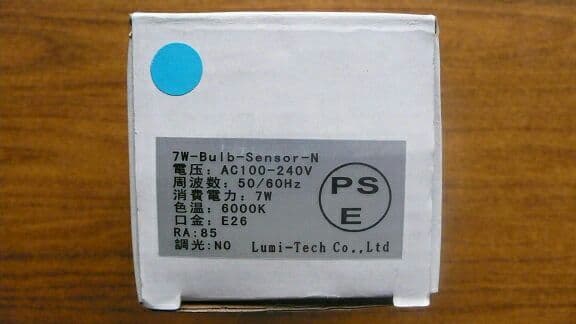 7W-Bulb-Sensor-N
電圧: AC100-240V
周波数: 50/60Hz
消費電力: 7W
色温: 6000K
口金: E26
RA:85
調光:NO
Lumi-Tech Co.,Ltd
PS
E